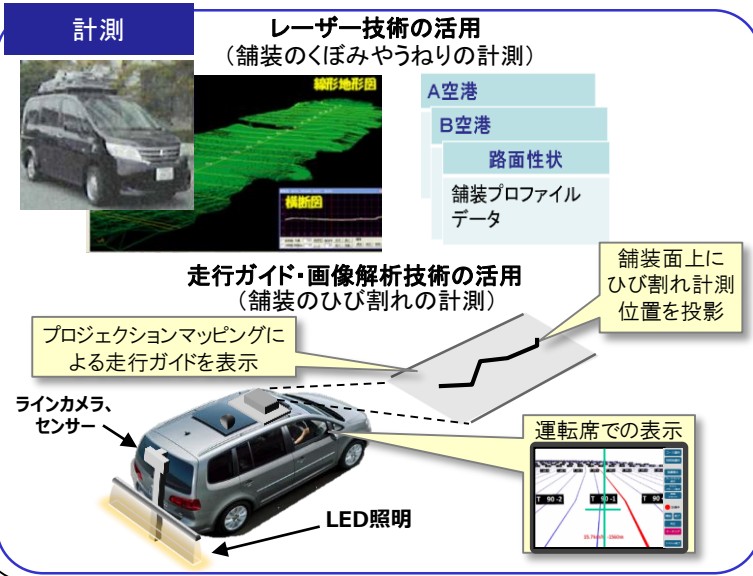 計測
レーザー技術の活用
（舗装のくぼみやうねりの計測）
線形地形図
横断図
A空港
B空港
路面性状
舗装プロファイル
データ
走行ガイド・画像解析技術の活用
（舗装のひび割れの計測）
舗装面上に
ひび割れ計測
位置を投影
プロジェクションマッピングに
よる走行ガイドを表示
ラインカメラ、
センサー
運転席での表示
T 90-2
T 90-1
T 90-
LED照明